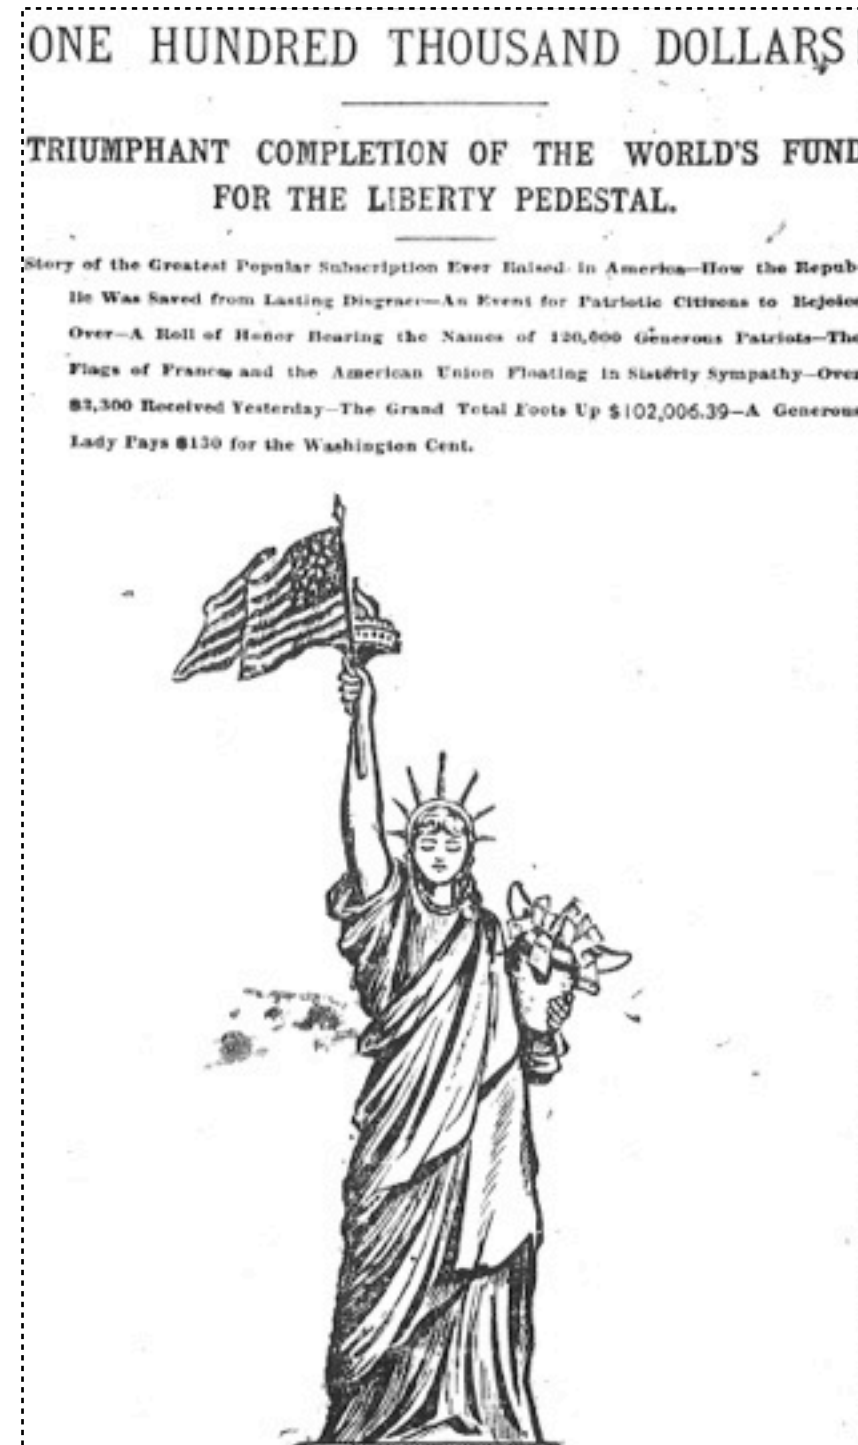 ONE HUNDRED THOUSAND DOLLARS!
TRIUMPHANT COMPLETION OF THE WORLD'S FUND
FOR THE LIBERTY PEDESTAL.
Story of the Greatest Popular Subscription Ever Raised in America—How the Repub-
lic Was Saved from Lasting Disgrace—An Event for Patriotic Citizens to Rejoice
Over—A Roll of Honor Bearing the Names of 120,000 Generous Patriots—The
Flags of France and the American Union Floating in Sisterly Sympathy—Over
$2,300 Received Yesterday—The Grand Total Foots Up $102,006.39—A Generous
Lady Pays $130 for the Washington Cent.